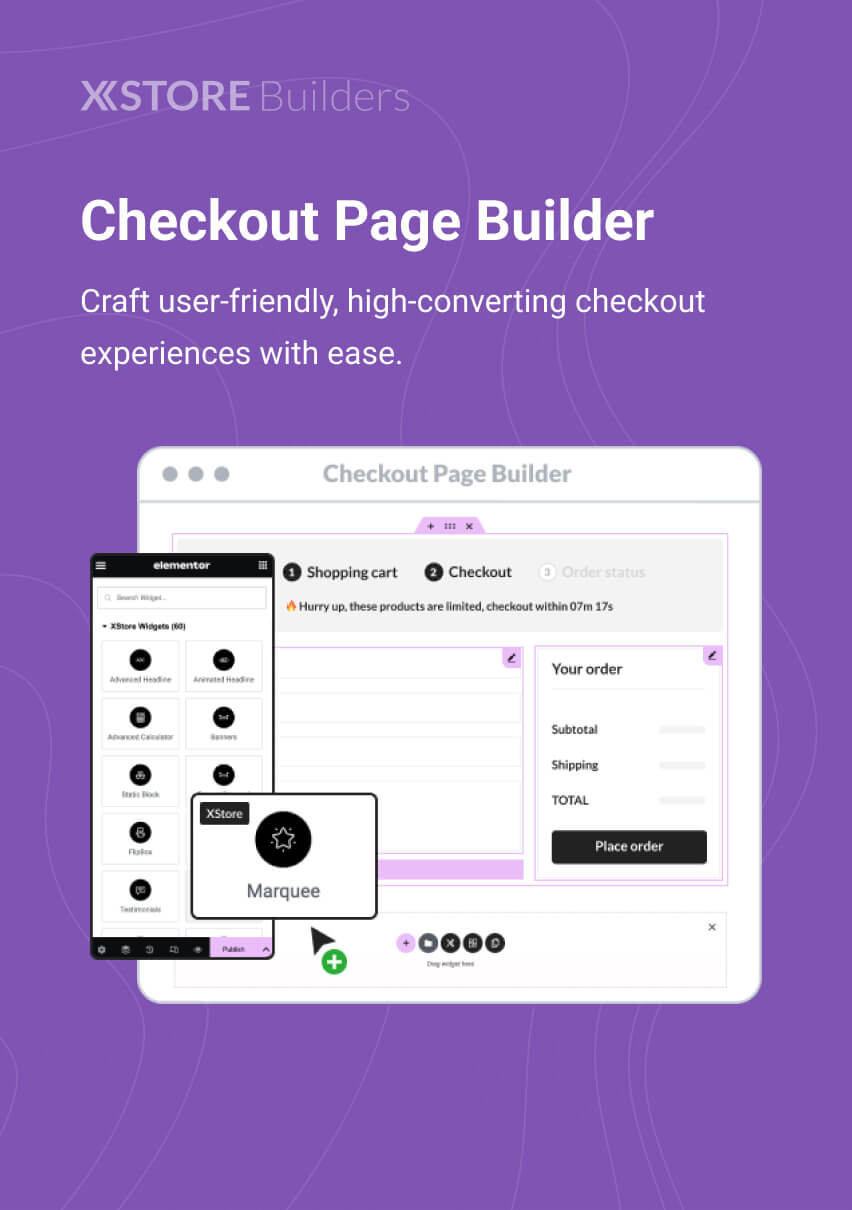 XSTORE Builders
Checkout Page Builder
Craft user-friendly, high-converting checkout
experiences with ease.
Checkout Page Builder
elementor
Search Widget...
XStore Widgets (60)
Advanced Headline
Animated Headline
Advanced Calculator
Banners
Static Block
FlipBox
Testimonials
Publish
XStore
Marquee
1 Shopping cart 2 Checkout 3 Order status
🔥 Hurry up, these products are limited, checkout within 07m 17s
Your order
Subtotal
Shipping
TOTAL
Place order
Drag widget here